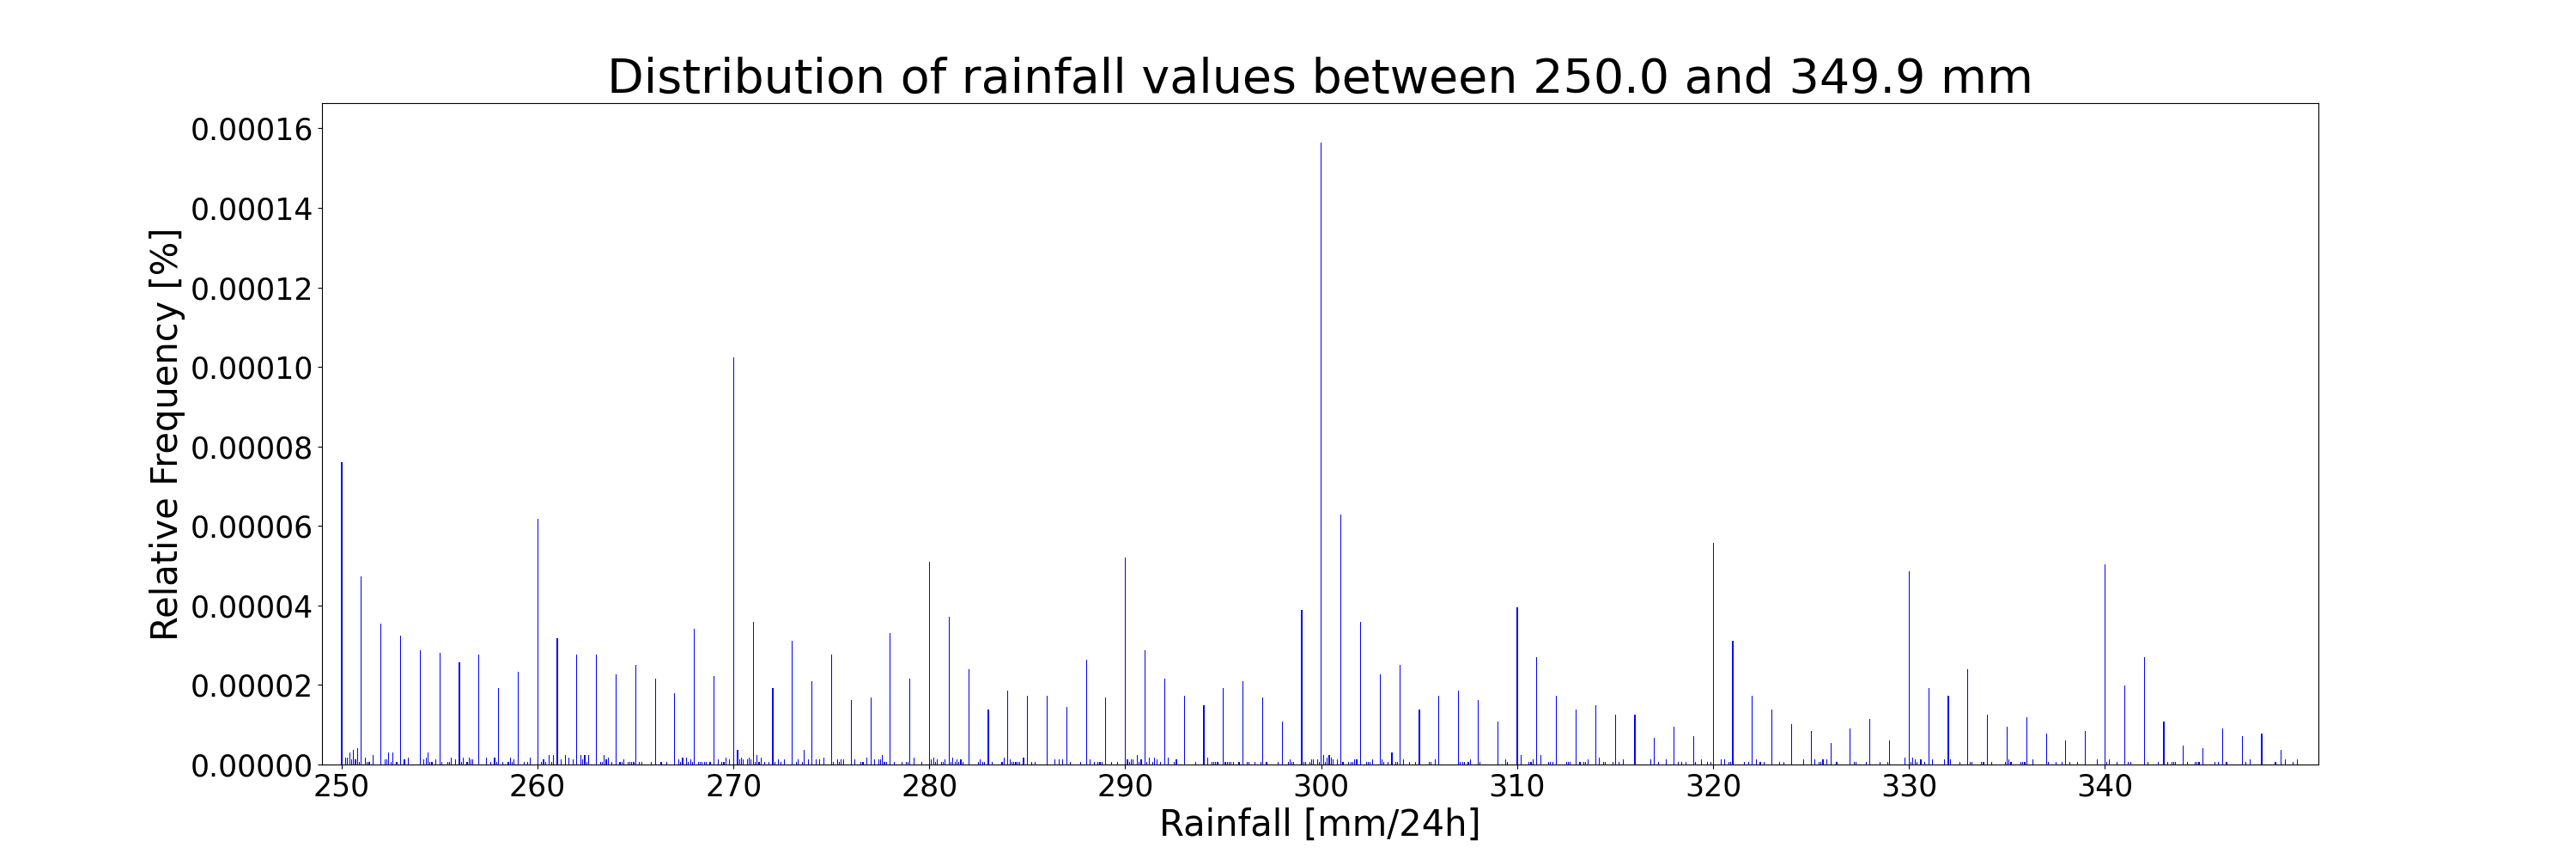 Distribution of rainfall values between 250.0 and 349.9 mm
0.00016
0.00014
0.00012
0.00010
0.00008
0.00006
0.00004
0.00002
0.00000
Relative Frequency [%]
250 260 270 280 290 300 310 320 330 340
Rainfall [mm/24h]